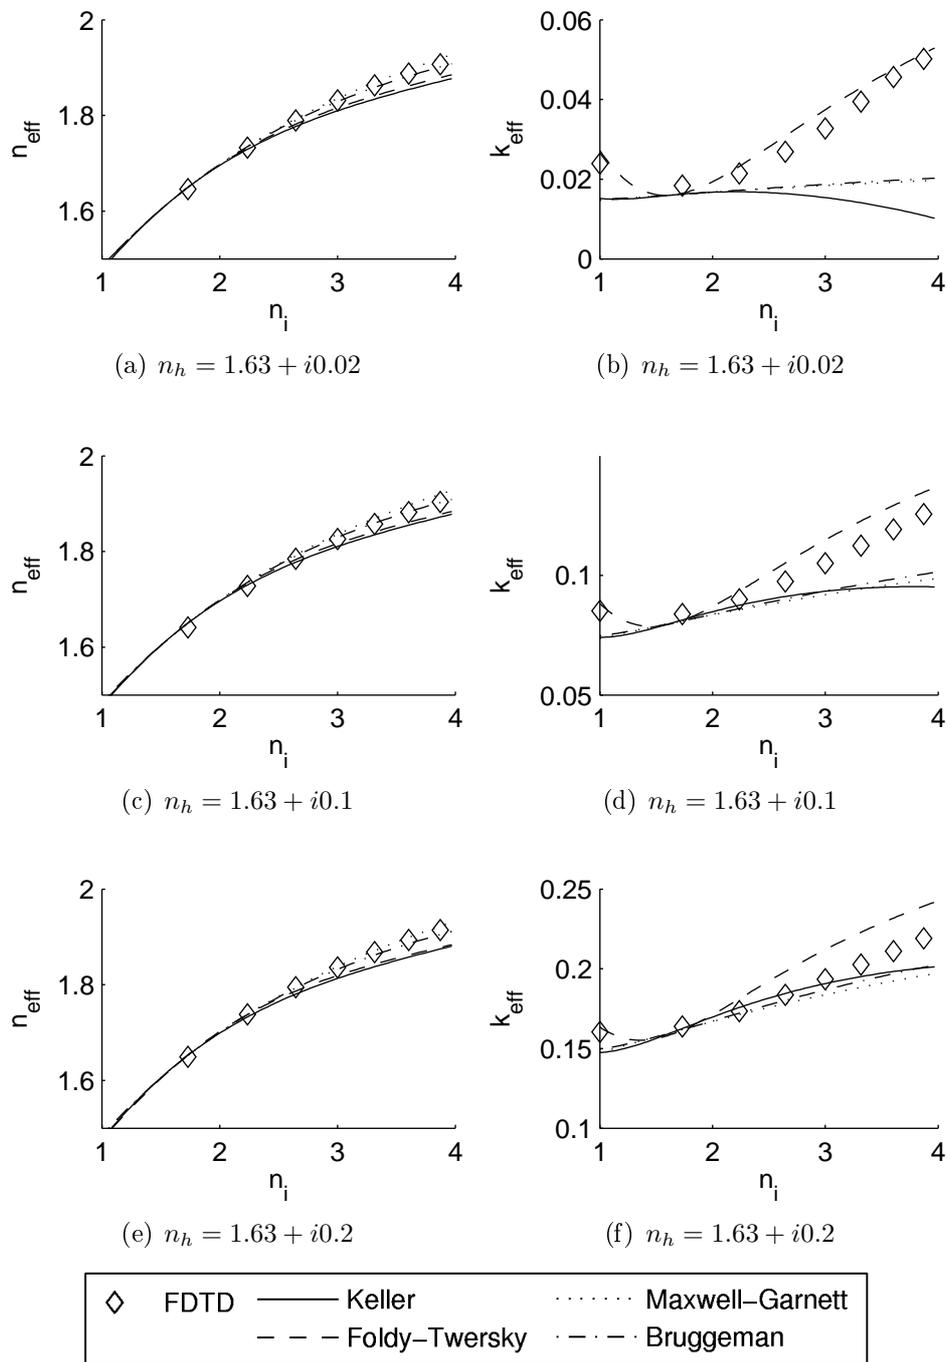 2
1.8
1.6
n_eff
1 2 3 4
n_i
(a) n_h = 1.63 + i0.02
0.06
0.04
0.02
0
k_eff
1 2 3 4
n_i
(b) n_h = 1.63 + i0.02
2
1.8
1.6
n_eff
1 2 3 4
n_i
(c) n_h = 1.63 + i0.1
0.1
0.05
k_eff
1 2 3 4
n_i
(d) n_h = 1.63 + i0.1
2
1.8
1.6
n_eff
1 2 3 4
n_i
(e) n_h = 1.63 + i0.2
0.25
0.2
0.15
0.1
k_eff
1 2 3 4
n_i
(f) n_h = 1.63 + i0.2
FDTD Keller Maxwell–Garnett
Foldy–Twersky Bruggeman